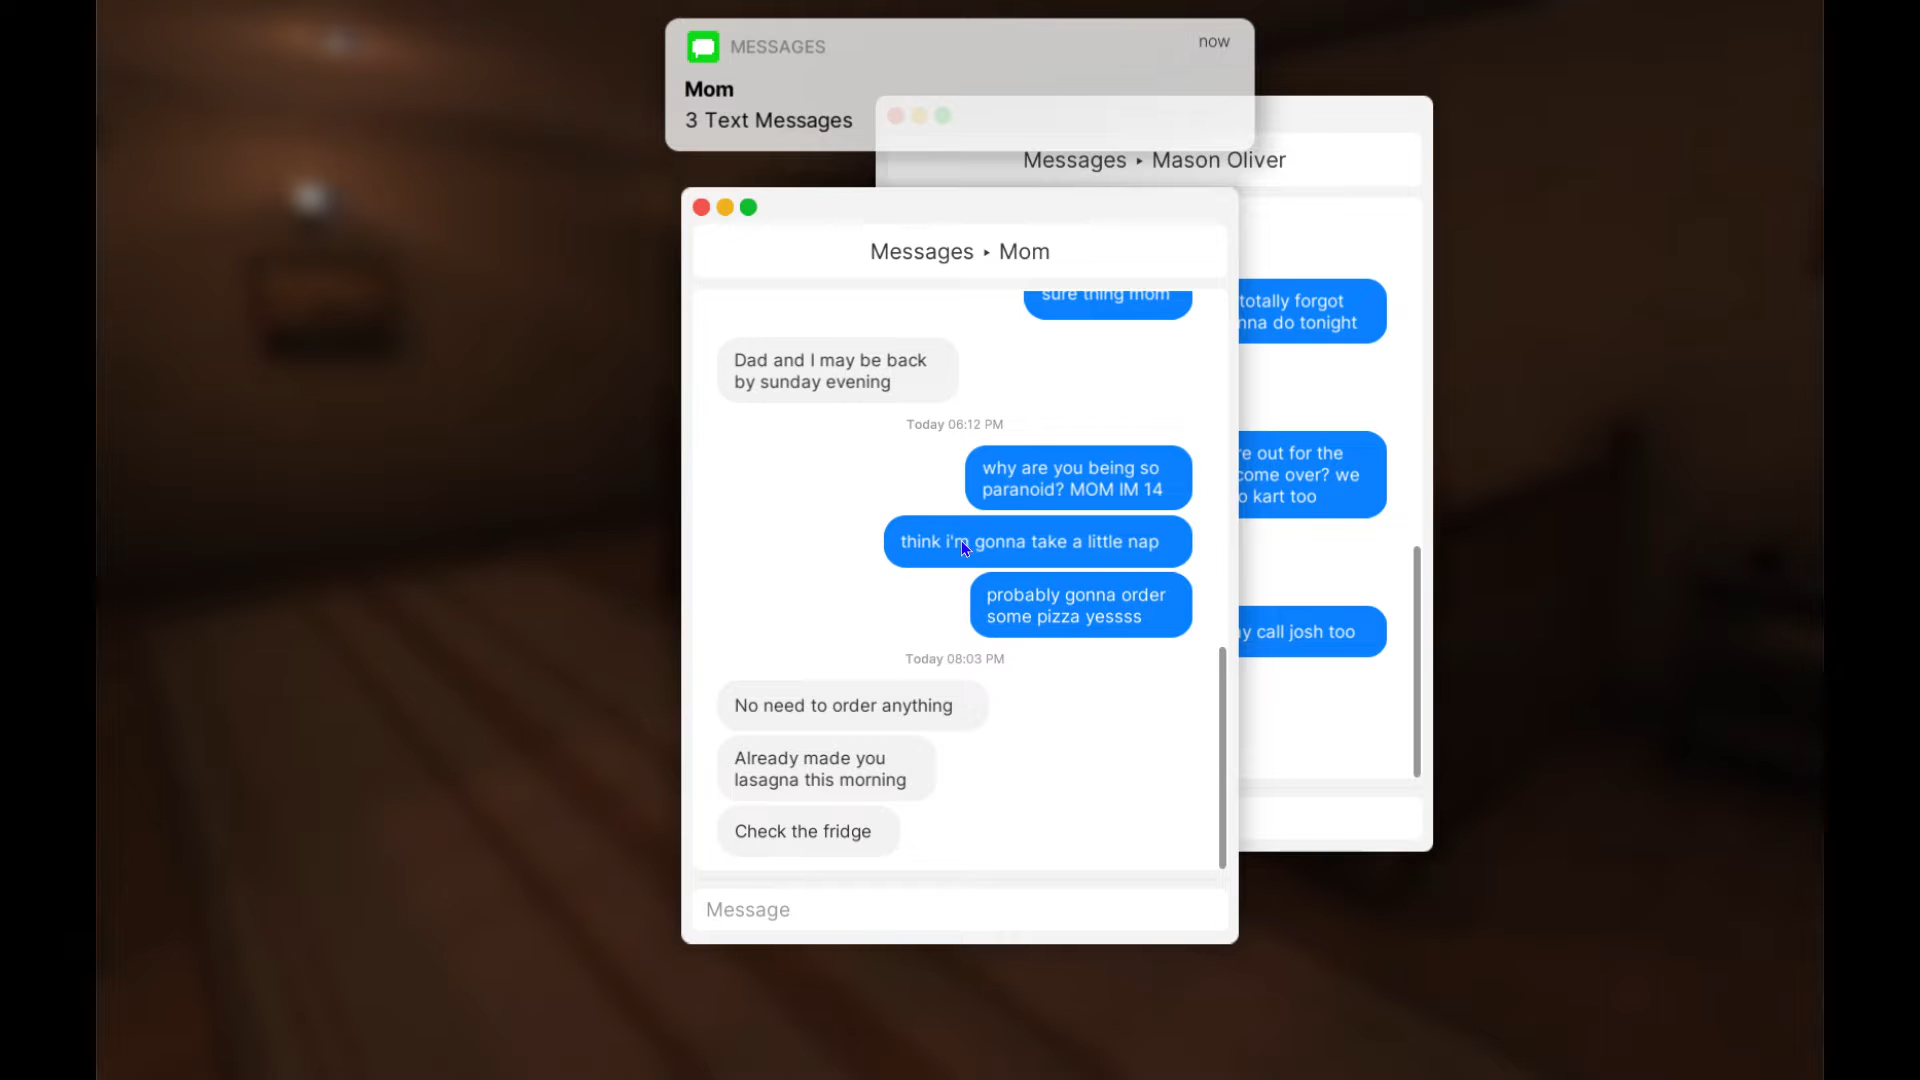 MESSAGES
now
Mom
3 Text Messages
Messages ‣ Mason Oliver
Messages ‣ Mom
sure thing mom
Dad and I may be back
by sunday evening
Today 06:12 PM
why are you being so
paranoid? MOM IM 14
think i'm gonna take a little nap
probably gonna order
some pizza yessss
Today 08:03 PM
No need to order anything
Already made you
lasagna this morning
Check the fridge
Message
totally forgot
do tonight
out for the
come over? we
kart too
call josh too